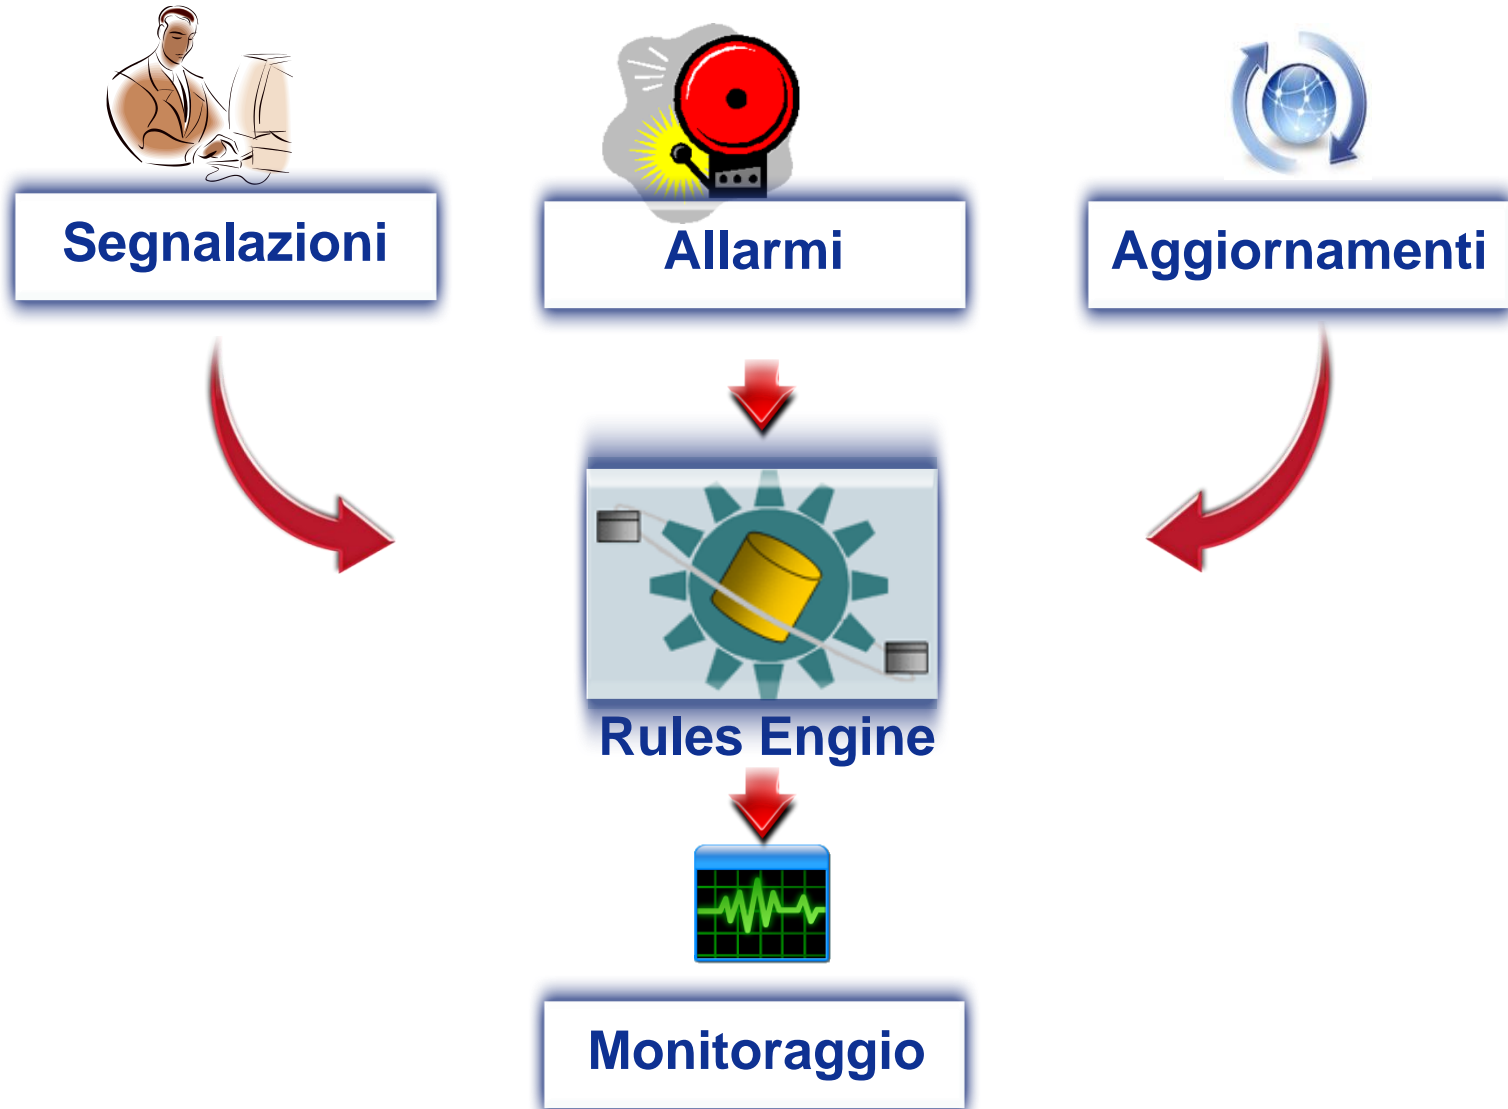 Segnalazioni
Allarmi
Aggiornamenti
Rules Engine
Monitoraggio